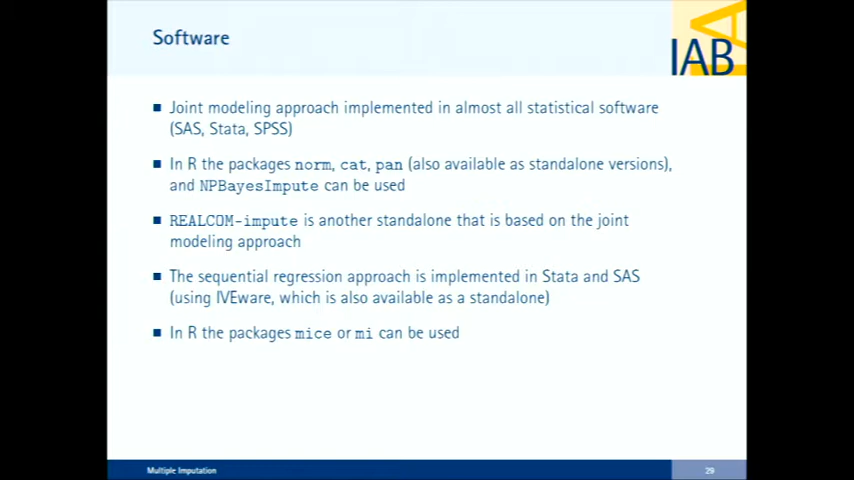 Software
IAB
■ Joint modeling approach implemented in almost all statistical software
(SAS, Stata, SPSS)
■ In R the packages norm, cat, pan (also available as standalone versions),
and NPBayesImpute can be used
■ REALCOM-impute is another standalone that is based on the joint
modeling approach
■ The sequential regression approach is implemented in Stata and SAS
(using IVEware, which is also available as a standalone)
■ In R the packages mice or mi can be used
Multiple Imputation
29